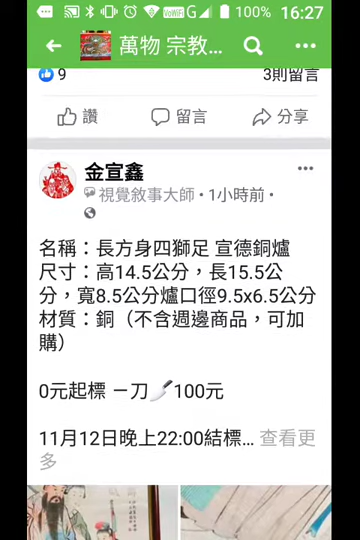 VoWiFi G 100% 16:27
萬物 宗教...
9 3則留言
讚 留言 分享
金宣鑫
視覺敘事大師 • 1小時前 •
名稱：長方身四獅足 宣德銅爐
尺寸：高14.5公分，長15.5公
分，寬8.5公分爐口徑9.5x6.5公分
材質：銅（不含週邊商品，可加
購）
0元起標 一刀🔪100元
11月12日晚上22:00結標... 查看更
多